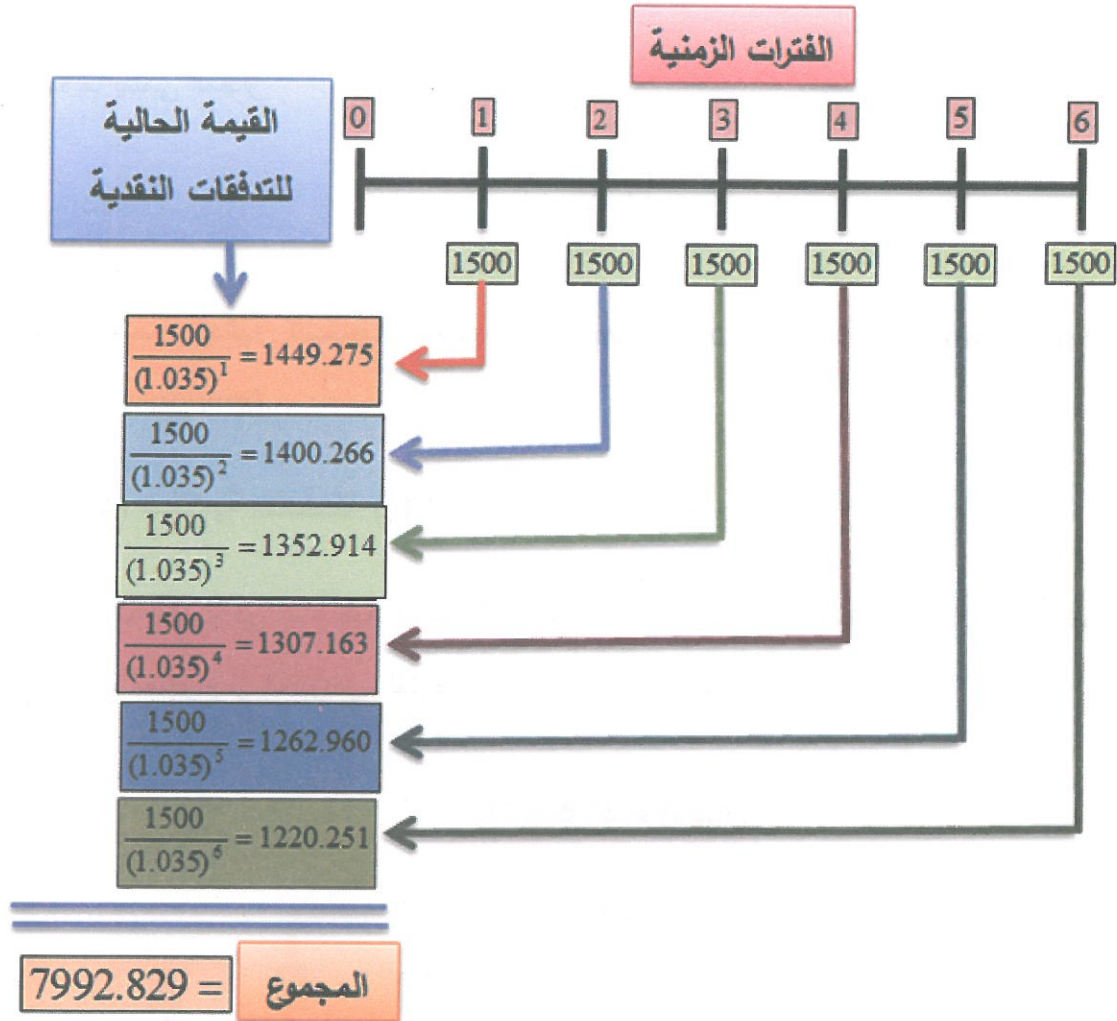 الفترات الزمنية
القيمة الحالية
للتدفقات النقدية
0 1 2 3 4 5 6
1500 1500 1500 1500 1500 1500
1500/(1.035)^1 = 1449.275
1500/(1.035)^2 = 1400.266
1500/(1.035)^3 = 1352.914
1500/(1.035)^4 = 1307.163
1500/(1.035)^5 = 1262.960
1500/(1.035)^6 = 1220.251
المجموع = 7992.829